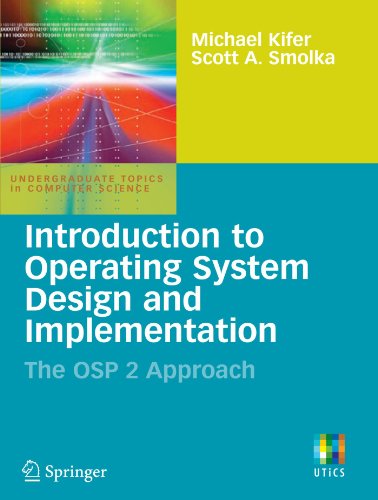 Michael Kifer
Scott A. Smolka
UNDERGRADUATE TOPICS
in COMPUTER SCIENCE
Introduction to
Operating System
Design and
Implementation
The OSP 2 Approach
Springer
UTiCS